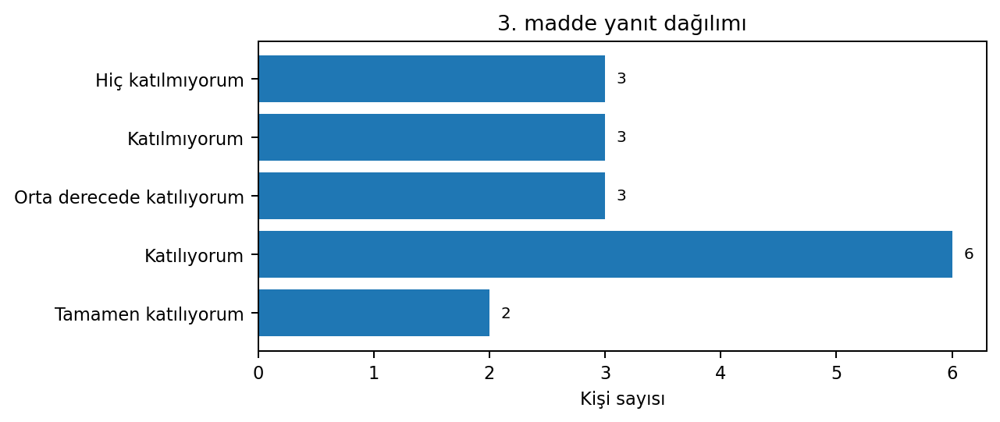 3. madde yanıt dağılımı
Hiç katılmıyorum
3
Katılmıyorum
3
Orta derecede katılıyorum
3
Katılıyorum
6
Tamamen katılıyorum
2
0 1 2 3 4 5 6
Kişi sayısı